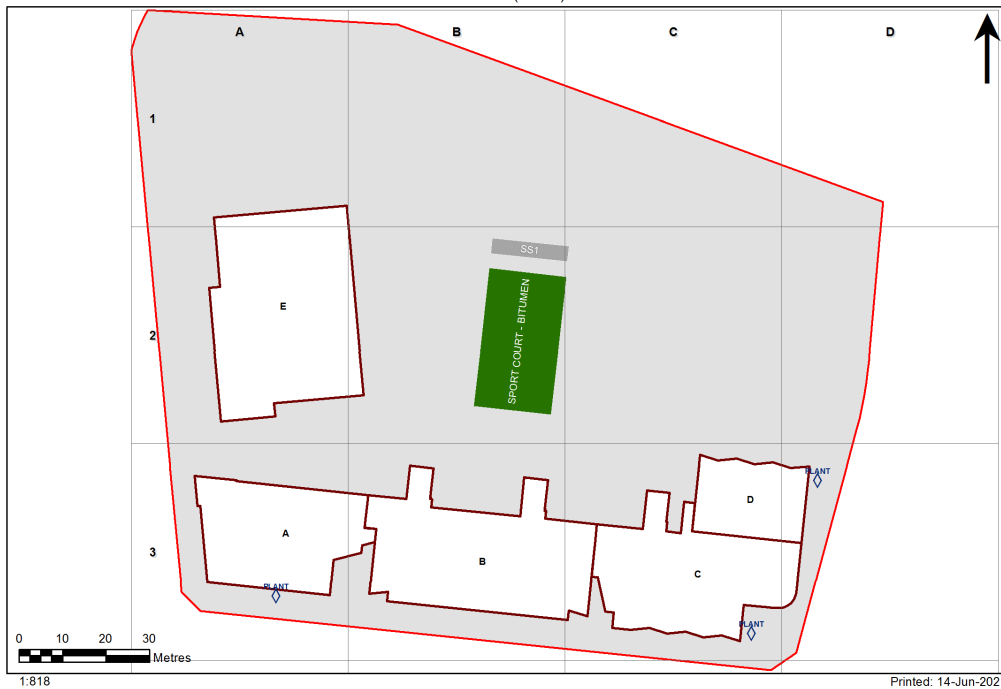 A B C D
1
SS1
SPORT COURT - BITUMEN
E
2
PLANT
D
A
B
3
C
PLANT
PLANT
0 10 20 30
Metres
1:818
Printed: 14-Jun-202